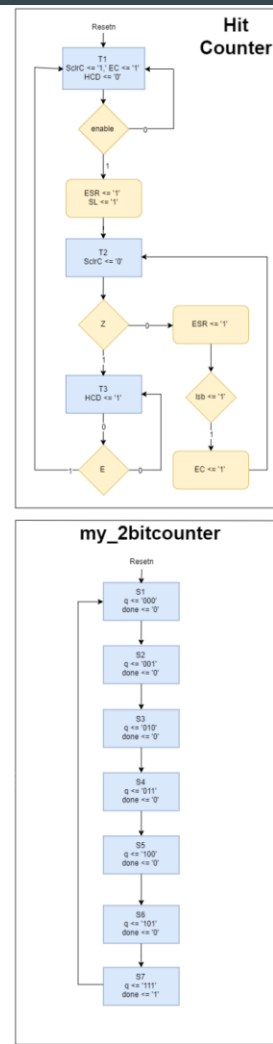 Hit
Counter
Resetn
T1
SclrC <= '1,' EC <= '1'
HCD <= '0'
enable
0
1
ESR <= '1'
SL <= '1'
T2
SclrC <= '0'
Z
0
ESR <= '1'
1
T3
HCD <= '1'
lsb <= '1'
0
1
E
1
0
EC <= '1'
my_2bitcounter
Resetn
S1
q <= '000'
done <= '0'
S2
q <= '001'
done <= '0'
S3
q <= '010'
done <= '0'
S4
q <= '011'
done <= '0'
S5
q <= '100'
done <= '0'
S6
q <= '101'
done <= '0'
S7
q <= '111'
done <= '1'